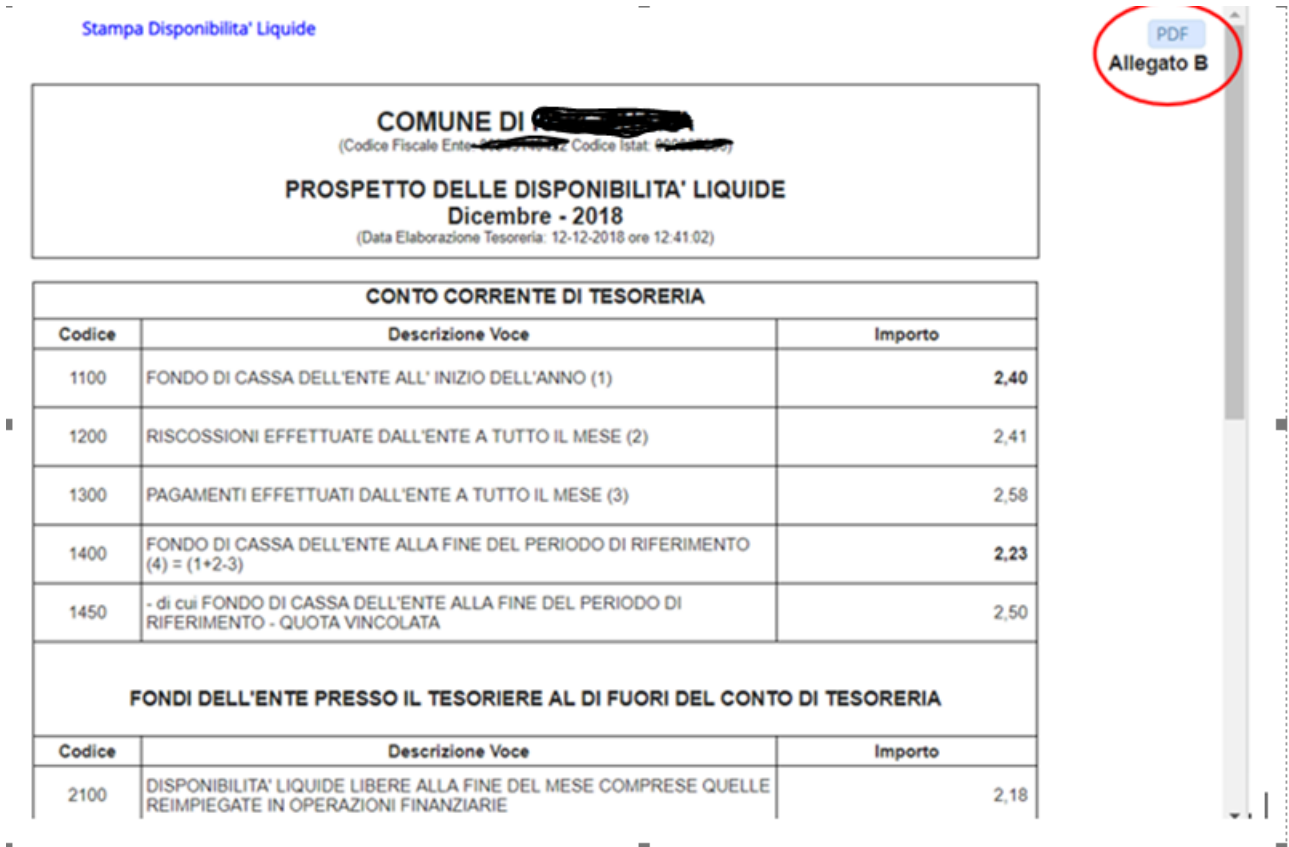 Stampa Disponibilita' Liquide
PDF
Allegato B
COMUNE DI
(Codice Fiscale Ente: Codice Istat:
PROSPETTO DELLE DISPONIBILITA' LIQUIDE
Dicembre - 2018
(Data Elaborazione Tesoreria: 12-12-2018 ore 12:41:02)
CONTO CORRENTE DI TESORERIA
Codice Descrizione Voce Importo
1100 FONDO DI CASSA DELL'ENTE ALL' INIZIO DELL'ANNO (1) 2,40
1200 RISCOSSIONI EFFETTUATE DALL'ENTE A TUTTO IL MESE (2) 2,41
1300 PAGAMENTI EFFETTUATI DALL'ENTE A TUTTO IL MESE (3) 2,58
1400 FONDO DI CASSA DELL'ENTE ALLA FINE DEL PERIODO DI RIFERIMENTO
(4) = (1+2-3) 2,23
1450 - di cui FONDO DI CASSA DELL'ENTE ALLA FINE DEL PERIODO DI
RIFERIMENTO - QUOTA VINCOLATA 2,50
FONDI DELL'ENTE PRESSO IL TESORIERE AL DI FUORI DEL CONTO DI TESORERIA
Codice Descrizione Voce Importo
2100 DISPONIBILITA' LIQUIDE LIBERE ALLA FINE DEL MESE COMPRESE QUELLE
REIMPIEGATE IN OPERAZIONI FINANZIARIE 2,18